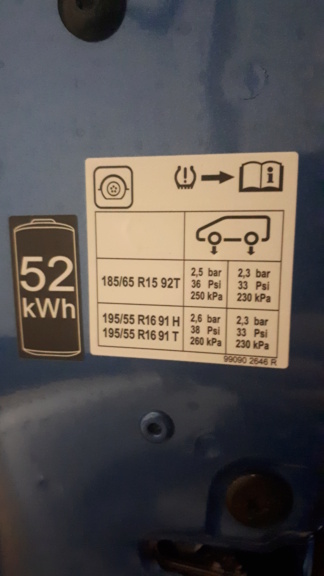 52
kWh
185/65 R15 92T
2,5 bar
36 Psi
250 kPa
2,3 bar
33 Psi
230 kPa
195/55 R16 91 H
195/55 R16 91 T
2,6 bar
38 Psi
260 kPa
2,3 bar
33 Psi
230 kPa
99090 2646 R